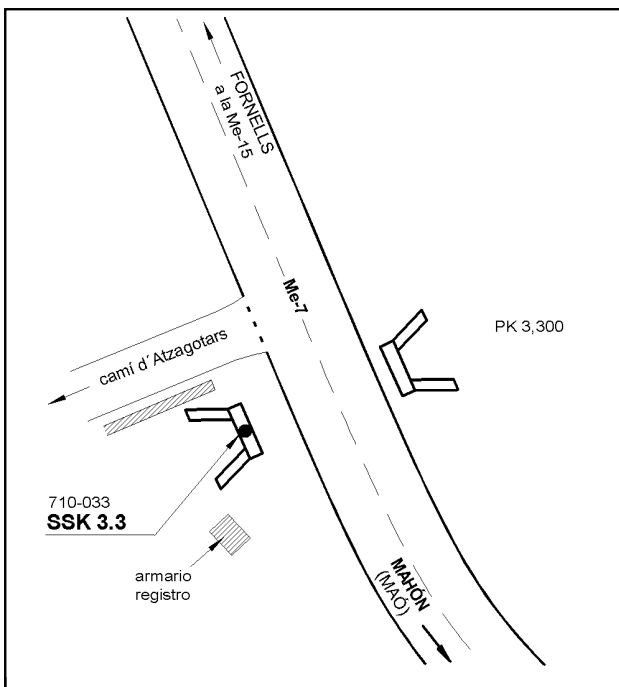 FORNELLS
a la Me-15
Me-7
PK 3,300
camí d´Atzagotars
710-033
SSK 3.3
armario
registro
MAHÓN
(MAÓ)